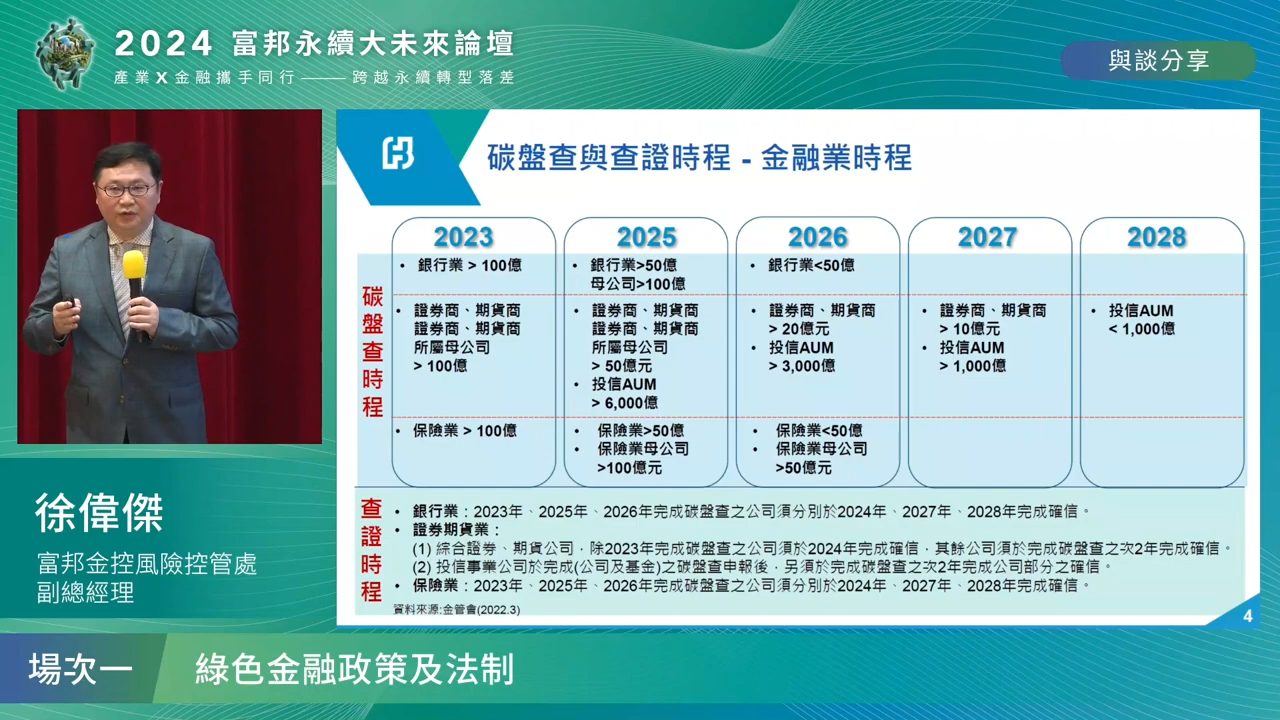 2024 富邦永續大未來論壇
產業X金融攜手同行 —— 跨越永續轉型落差
與談分享
碳盤查與查證時程 - 金融業時程
碳盤查時程
2023
• 銀行業 > 100億
• 證券商、期貨商
證券商、期貨商
所屬母公司
> 100億
• 保險業 > 100億
2025
• 銀行業>50億
母公司>100億
• 證券商、期貨商
證券商、期貨商
所屬母公司
> 50億元
• 投信AUM
> 6,000億
• 保險業>50億
• 保險業母公司
>100億元
2026
• 銀行業<50億
• 證券商、期貨商
> 20億元
• 投信AUM
> 3,000億
• 保險業<50億
• 保險業母公司
>50億元
2027
• 證券商、期貨商
> 10億元
• 投信AUM
> 1,000億
2028
• 投信AUM
< 1,000億
查證時程
• 銀行業：2023年、2025年、2026年完成碳盤查之公司須分別於2024年、2027年、2028年完成確信。
• 證券期貨業：
(1) 綜合證券、期貨公司，除2023年完成碳盤查之公司須於2024年完成確信，其餘公司須於完成碳盤查之次2年完成確信。
(2) 投信事業公司於完成(公司及基金)之碳盤查申報後，另須於完成碳盤查之次2年完成公司部分之確信。
• 保險業：2023年、2025年、2026年完成碳盤查之公司須分別於2024年、2027年、2028年完成確信。
資料來源:金管會(2022.3)
4
徐偉傑
富邦金控風險控管處
副總經理
場次一
綠色金融政策及法制